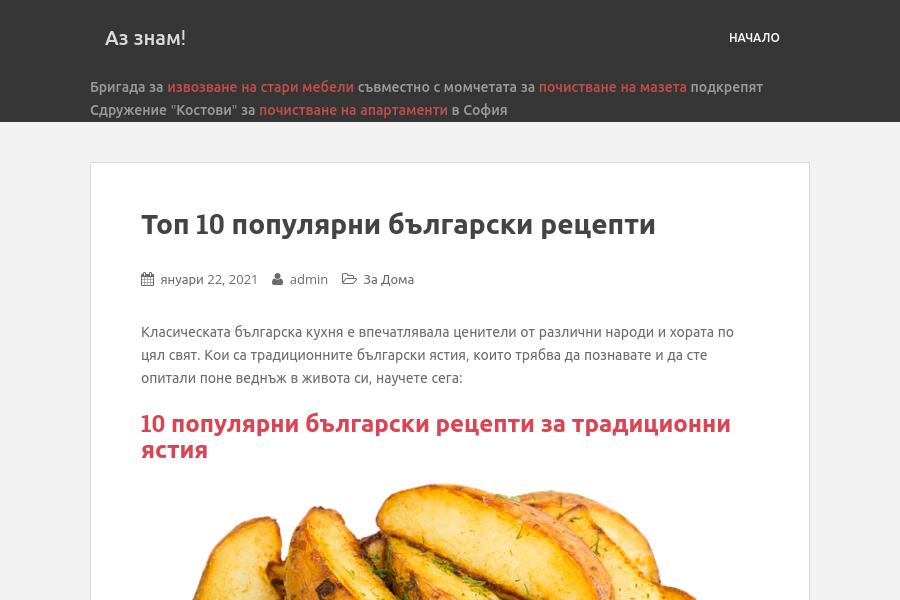 Аз знам!
НАЧАЛО
Бригада за извозване на стари мебели съвместно с момчетата за почистване на мазета подкрепят
Сдружение "Костови" за почистване на апартаменти в София
Топ 10 популярни български рецепти
януари 22, 2021 admin За Дома
Класическата българска кухня е впечатлявала ценители от различни народи и хората по
цял свят. Кои са традиционните български ястия, които трябва да познавате и да сте
опитали поне веднъж в живота си, научете сега:
10 популярни български рецепти за традиционни
ястия